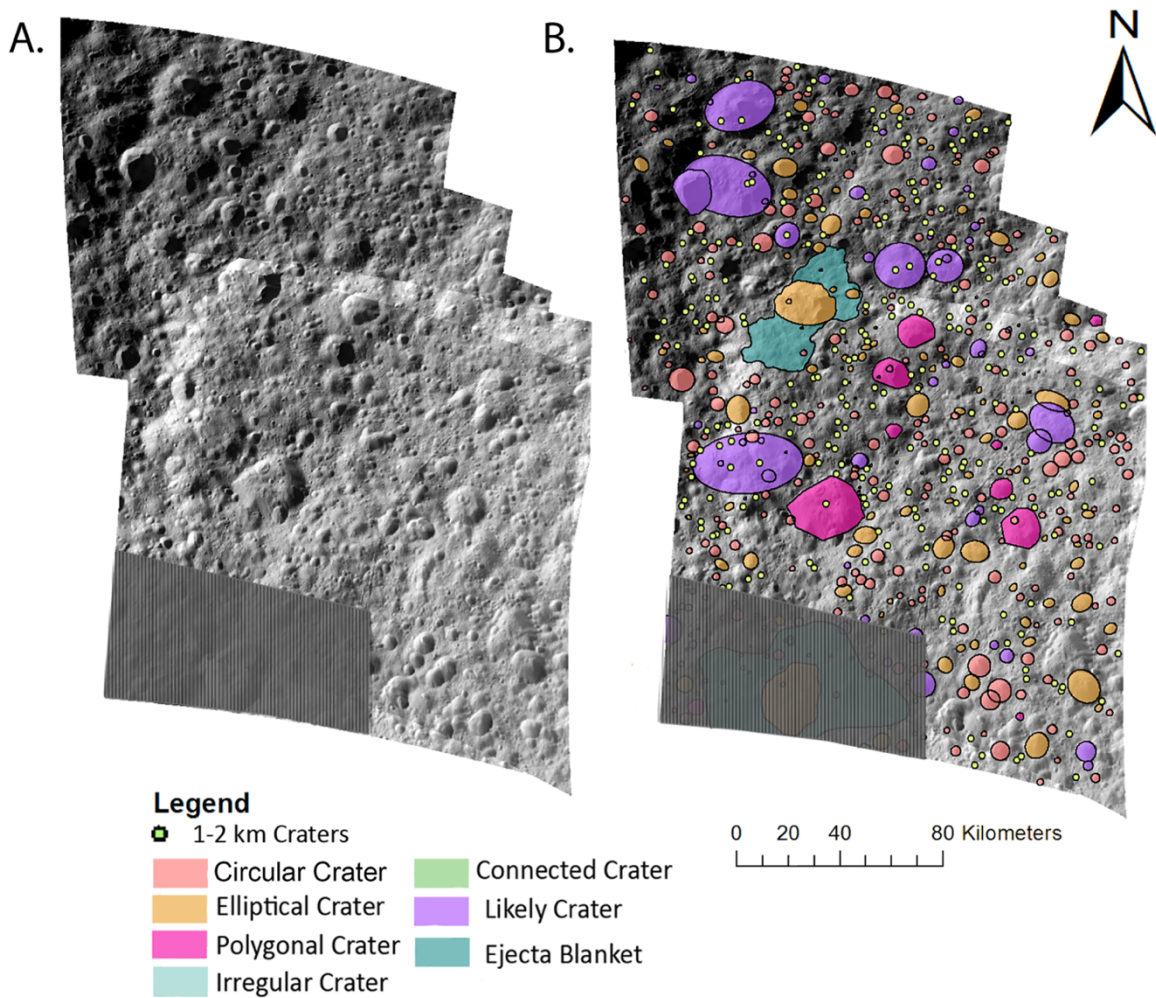 A.
B.
N
Legend
1-2 km Craters
Circular Crater
Elliptical Crater
Polygonal Crater
Irregular Crater
Connected Crater
Likely Crater
Ejecta Blanket
0 20 40 80 Kilometers